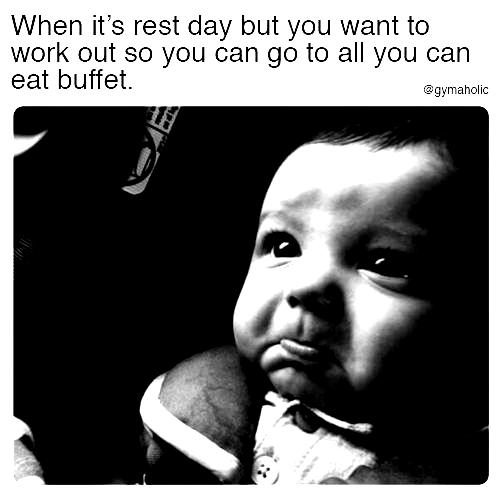 When it's rest day but you want to
work out so you can go to all you can
eat buffet.
@gymaholic